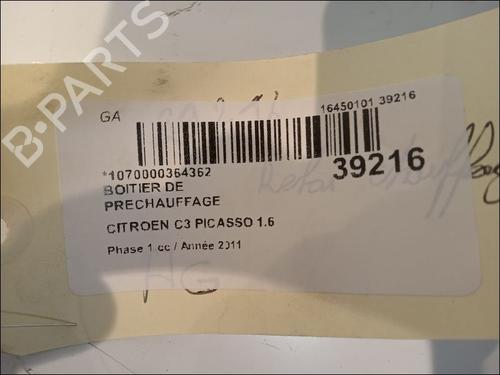 B-PARTS
GA
16450101 39216
*1070000364362
39216
BOITIER DE
PRECHAUFFAGE
CITROEN C3 PICASSO 1.6
Phase 1 cc / Année 2011